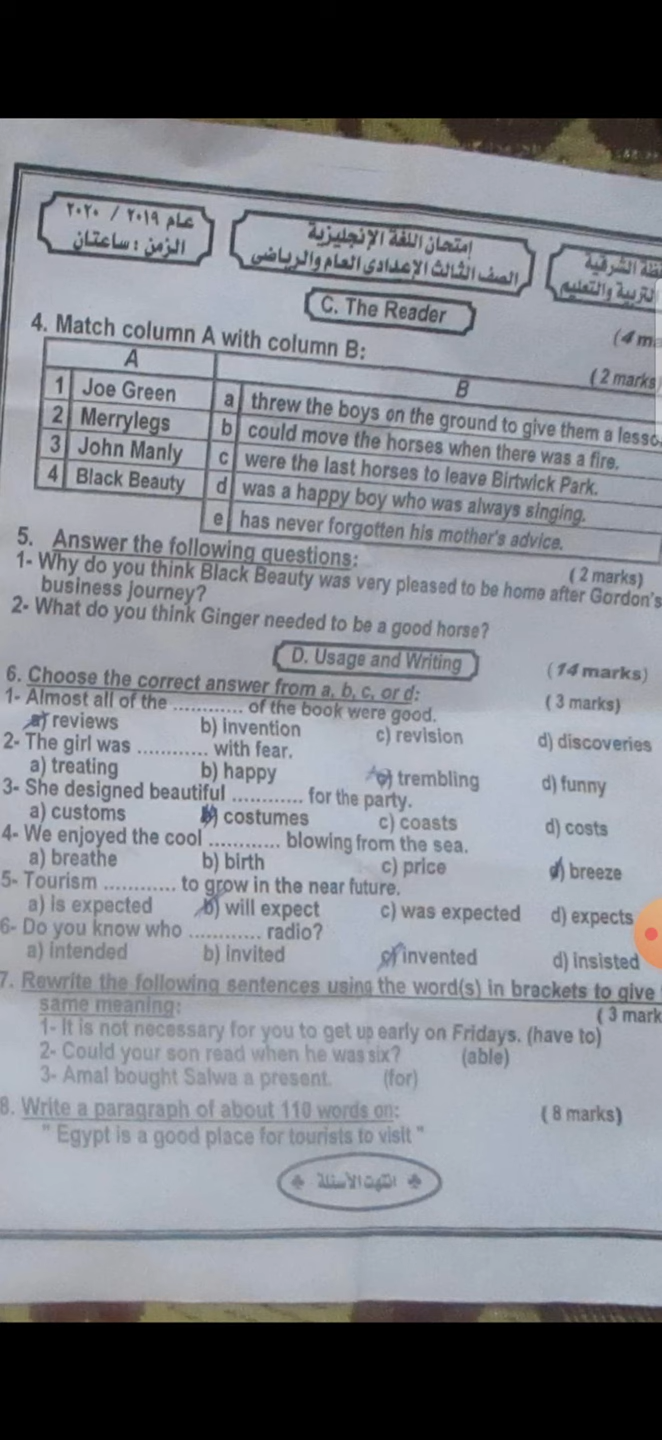 عام ٢٠١٩ / ٢٠٢٠
الزمن : ساعتان
إمتحان اللغة الإنجليزية
الصف الثالث الإعدادى العام والرياضى
الشرقية
والتعليم
C. The Reader
4. Match column A with column B:
A
B
( 2 marks
1 Joe Green a threw the boys on the ground to give them a
2 Merrylegs b could move the horses when there was a fire.
3 John Manly c were the last horses to leave Birtwick Park.
4 Black Beauty d was a happy boy who was always singing.
e has never forgotten his mother's advice.
5. Answer the following questions: ( 2 marks)
1- Why do you think Black Beauty was very pleased to be home after Gordon's
business journey?
2- What do you think Ginger needed to be a good horse?
D. Usage and Writing (14 marks)
6. Choose the correct answer from a, b, c, or d: ( 3 marks)
1- Almost all of the ............ of the book were good.
a) reviews b) invention c) revision d) discoveries
2- The girl was ............ with fear.
a) treating b) happy c) trembling d) funny
3- She designed beautiful ............ for the party.
a) customs b) costumes c) coasts d) costs
4- We enjoyed the cool ............ blowing from the sea.
a) breathe b) birth c) price d) breeze
5- Tourism ............ to grow in the near future.
a) is expected b) will expect c) was expected d) expects
6- Do you know who ............ radio?
a) intended b) invited c) invented d) insisted
7. Rewrite the following sentences using the word(s) in brackets to give
same meaning: ( 3 mark
1- It is not necessary for you to get up early on Fridays. (have to)
2- Could your son read when he was six? (able)
3- Amal bought Salwa a present. (for)
8. Write a paragraph of about 110 words on: ( 8 marks)
" Egypt is a good place for tourists to visit "
انتهت الأسئلة